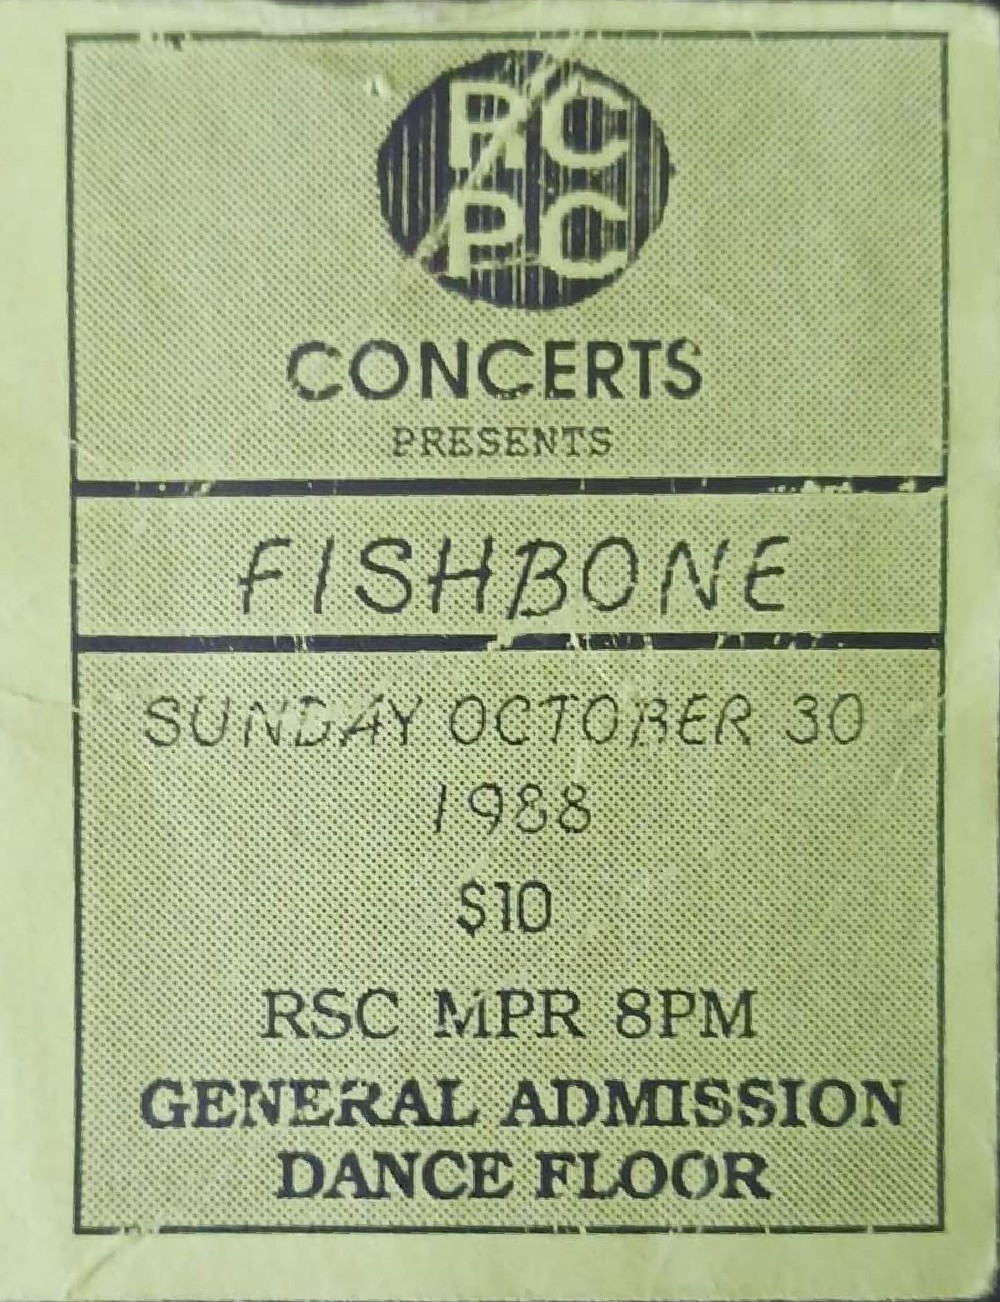 RC
PC
CONCERTS
PRESENTS
FISHBONE
SUNDAY OCTOBER 30
1988
$10
RSC MPR 8PM
GENERAL ADMISSION
DANCE FLOOR